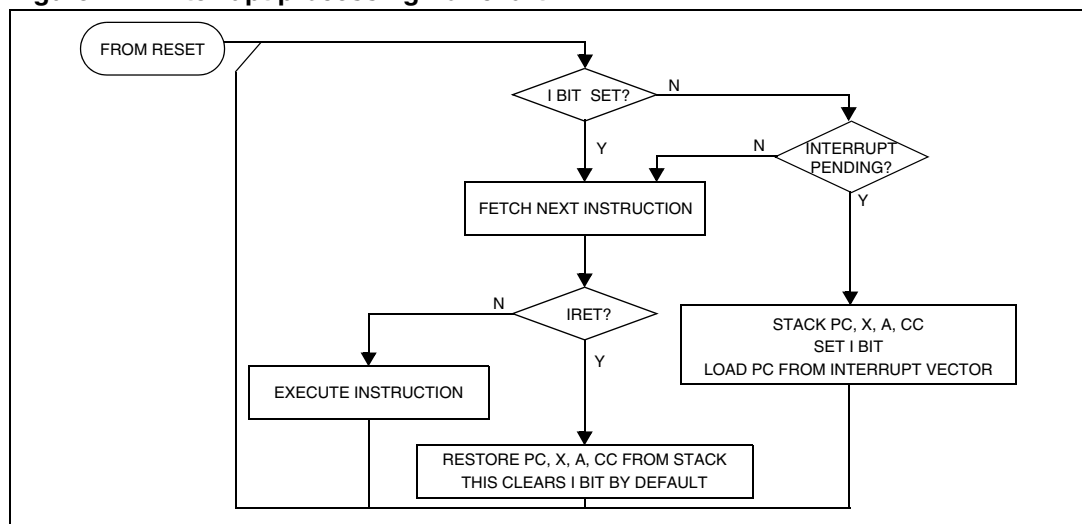 FROM RESET
I BIT SET?
N
Y
N
INTERRUPT
PENDING?
Y
FETCH NEXT INSTRUCTION
N
IRET?
Y
STACK PC, X, A, CC
SET I BIT
LOAD PC FROM INTERRUPT VECTOR
EXECUTE INSTRUCTION
RESTORE PC, X, A, CC FROM STACK
THIS CLEARS I BIT BY DEFAULT